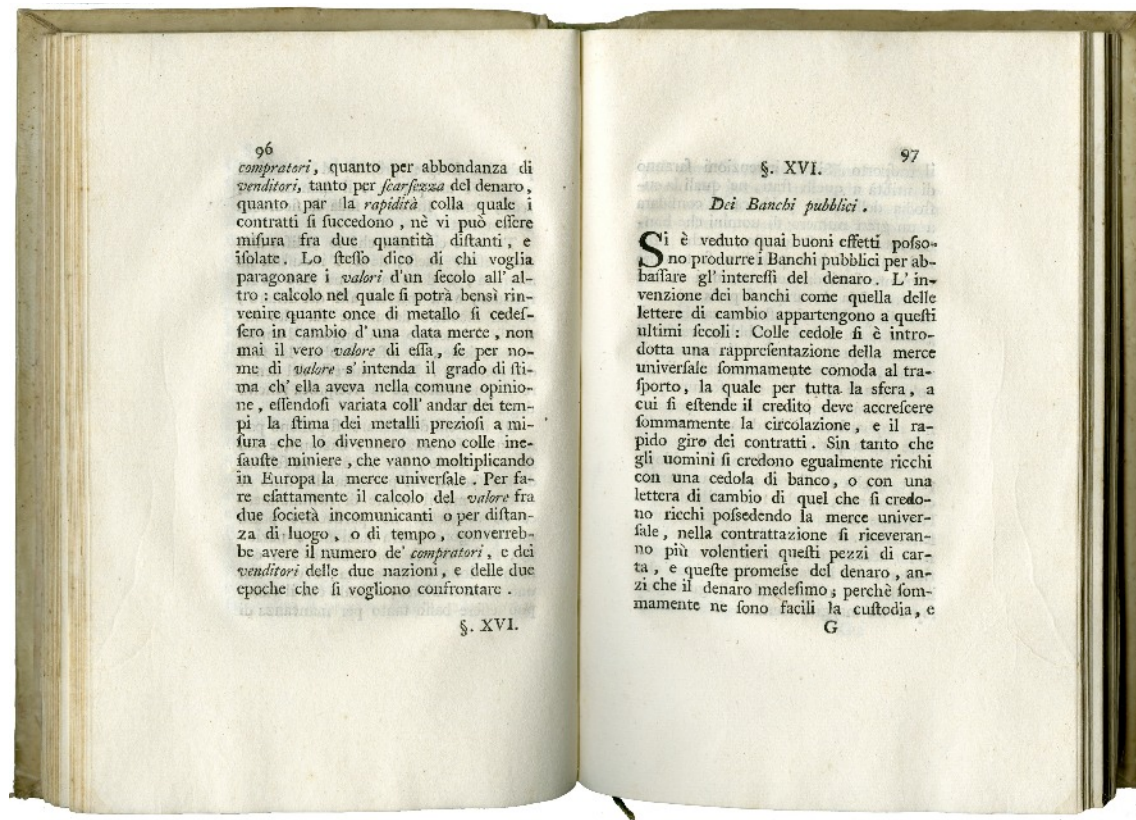 96
compratori, quanto per abbondanza di
venditori, tanto per ſcarſezza del denaro,
quanto par la rapidità colla quale i
contratti ſi ſuccedono, nè vi può eſſere
miſura fra due quantità diſtanti, e
iſolate. Lo ſteſſo dico di chi voglia
paragonare i valori d'un ſecolo all' al-
tro: calcolo nel quale ſi potrà bensì rin-
venire quante once di metallo ſi cedeſ-
ſero in cambio d' una data merce, non
mai il vero valore di eſſa, ſe per no-
me di valore s' intenda il grado di ſti-
ma ch' ella aveva nella comune opinio-
ne, eſſendoſi variata coll' andar dei tem-
pi la ſtima dei metalli prezioſi a mi-
ſura che lo divennero meno colle ine-
ſauſte miniere, che vanno moltiplicando
in Europa la merce univerſale. Per fa-
re eſattamente il calcolo del valore fra
due ſocietà incomunicanti o per diſtan-
za di luogo, o di tempo, converreb-
be avere il numero de' compratori, e dei
venditori delle due nazioni, e delle due
epoche che ſi vogliono confrontare.
§. XVI.
97
§. XVI.
Dei Banchi pubblici.
Si è veduto quai buoni effetti poſſo-
no produrre i Banchi pubblici per ab-
baſſare gl' intereſſi del denaro. L' in-
venzione dei banchi come quella delle
lettere di cambio appartengono a queſti
ultimi ſecoli: Colle cedole ſi è intro-
dotta una rappreſentazione della merce
univerſale ſommamente comoda al tra-
ſporto, la quale per tutta la sfera, a
cui ſi eſtende il credito deve accreſcere
ſommamente la circolazione, e il ra-
pido giro dei contratti. Sin tanto che
gli uomini ſi credono egualmente ricchi
con una cedola di banco, o con una
lettera di cambio di quel che ſi credo-
no ricchi poſſedendo la merce univer-
ſale, nella contrattazione ſi riceveran-
no più volentieri queſti pezzi di car-
ta, e queſte promeſſe del denaro, an-
zi che il denaro medeſimo; perchè ſom-
mamente ne ſono facili la cuſtodia, e
G